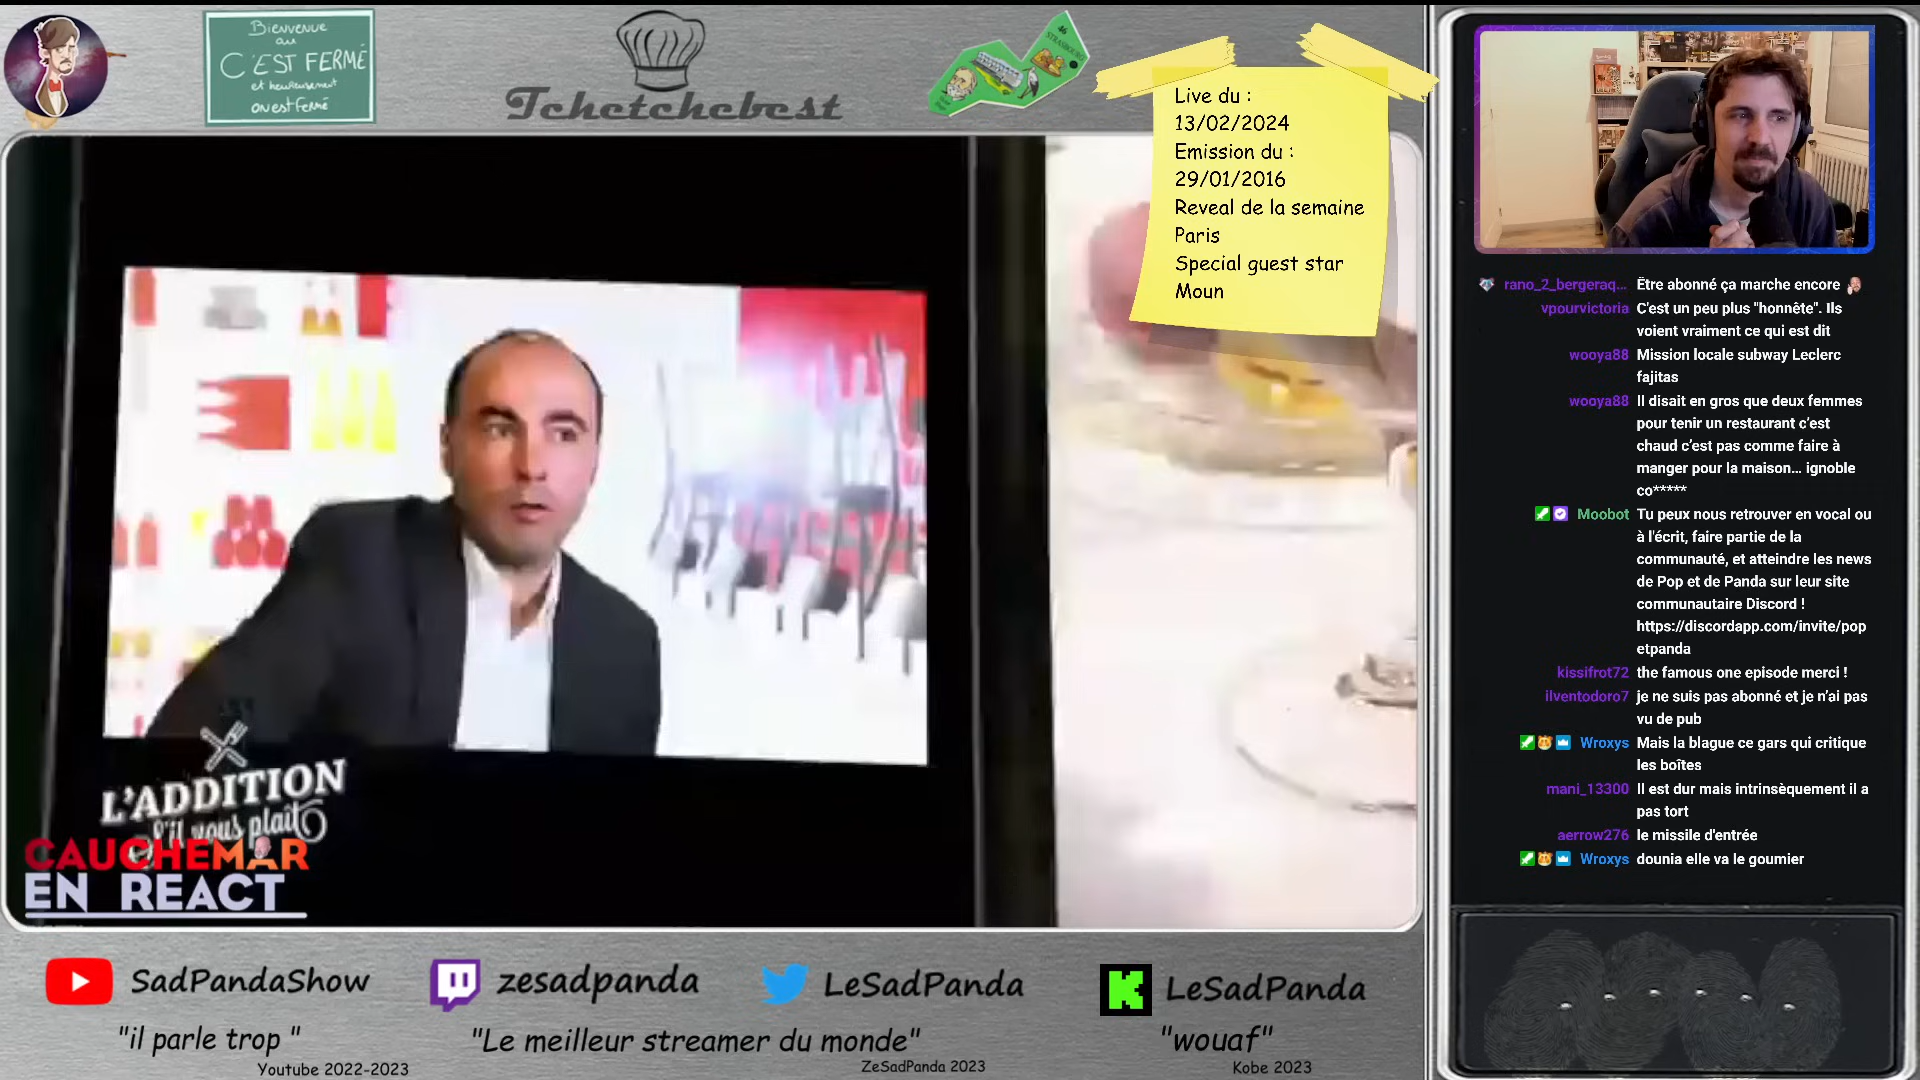 Bienvenue
au
C'EST FERMÉ
et heureusement
on est fermé
Tchetchebest
STRASBOURG
Live du :
13/02/2024
Emission du :
29/01/2016
Reveal de la semaine
Paris
Special guest star
Moun
L'ADDITION
S'il vous plaît
CAUCHEMAR
EN REACT
rano_2_bergeraq... Être abonné ça marche encore
vpourvictoria C'est un peu plus "honnête". Ils
voient vraiment ce qui est dit
wooya88 Mission locale subway Leclerc
fajitas
wooya88 Il disait en gros que deux femmes
pour tenir un restaurant c'est
chaud c'est pas comme faire à
manger pour la maison... ignoble
co*****
Moobot Tu peux nous retrouver en vocal ou
à l'écrit, faire partie de la
communauté, et atteindre les news
de Pop et de Panda sur leur site
communautaire Discord !
https://discordapp.com/invite/pop
etpanda
kissifrot72 the famous one episode merci !
ilventodoro7 je ne suis pas abonné et je n'ai pas
vu de pub
Wroxys Mais la blague ce gars qui critique
les boîtes
mani_13300 Il est dur mais intrinsèquement il a
pas tort
aerrow276 le missile d'entrée
Wroxys dounia elle va le goumier
SadPandaShow
zesadpanda
LeSadPanda
LeSadPanda
"il parle trop "
Youtube 2022-2023
"Le meilleur streamer du monde"
ZeSadPanda 2023
"wouaf"
Kobe 2023